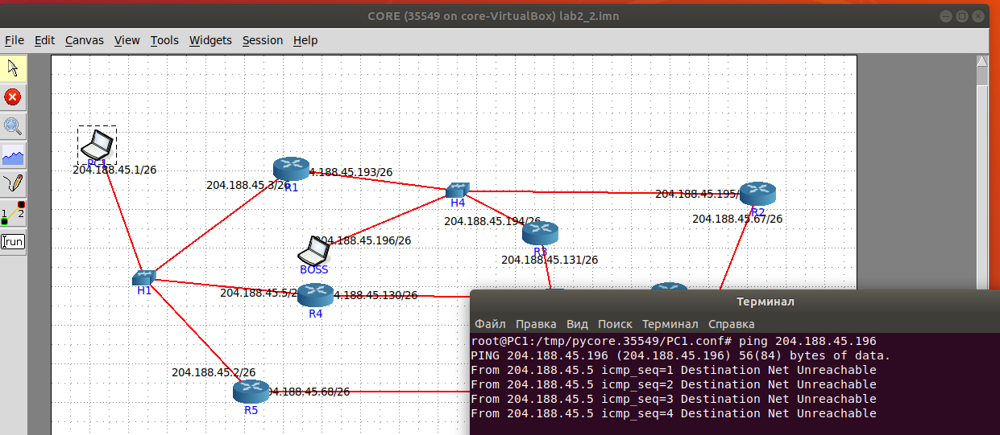 CORE (35549 on core-VirtualBox) lab2_2.imn
File Edit Canvas View Tools Widgets Session Help
PC1
204.188.45.1/26
204.188.45.3/26
R1
4.188.45.193/26
H4
204.188.45.195/
R2
204.188.45.67/26
204.188.45.194/26
R3
204.188.45.131/26
204.188.45.196/26
BOSS
H1
204.188.45.5/2
R4
4.188.45.130/26
204.188.45.2/26
R5
04.188.45.68/26
1 2
run
Терминал
Файл Правка Вид Поиск Терминал Справка
root@PC1:/tmp/pycore.35549/PC1.conf# ping 204.188.45.196
PING 204.188.45.196 (204.188.45.196) 56(84) bytes of data.
From 204.188.45.5 icmp_seq=1 Destination Net Unreachable
From 204.188.45.5 icmp_seq=2 Destination Net Unreachable
From 204.188.45.5 icmp_seq=3 Destination Net Unreachable
From 204.188.45.5 icmp_seq=4 Destination Net Unreachable